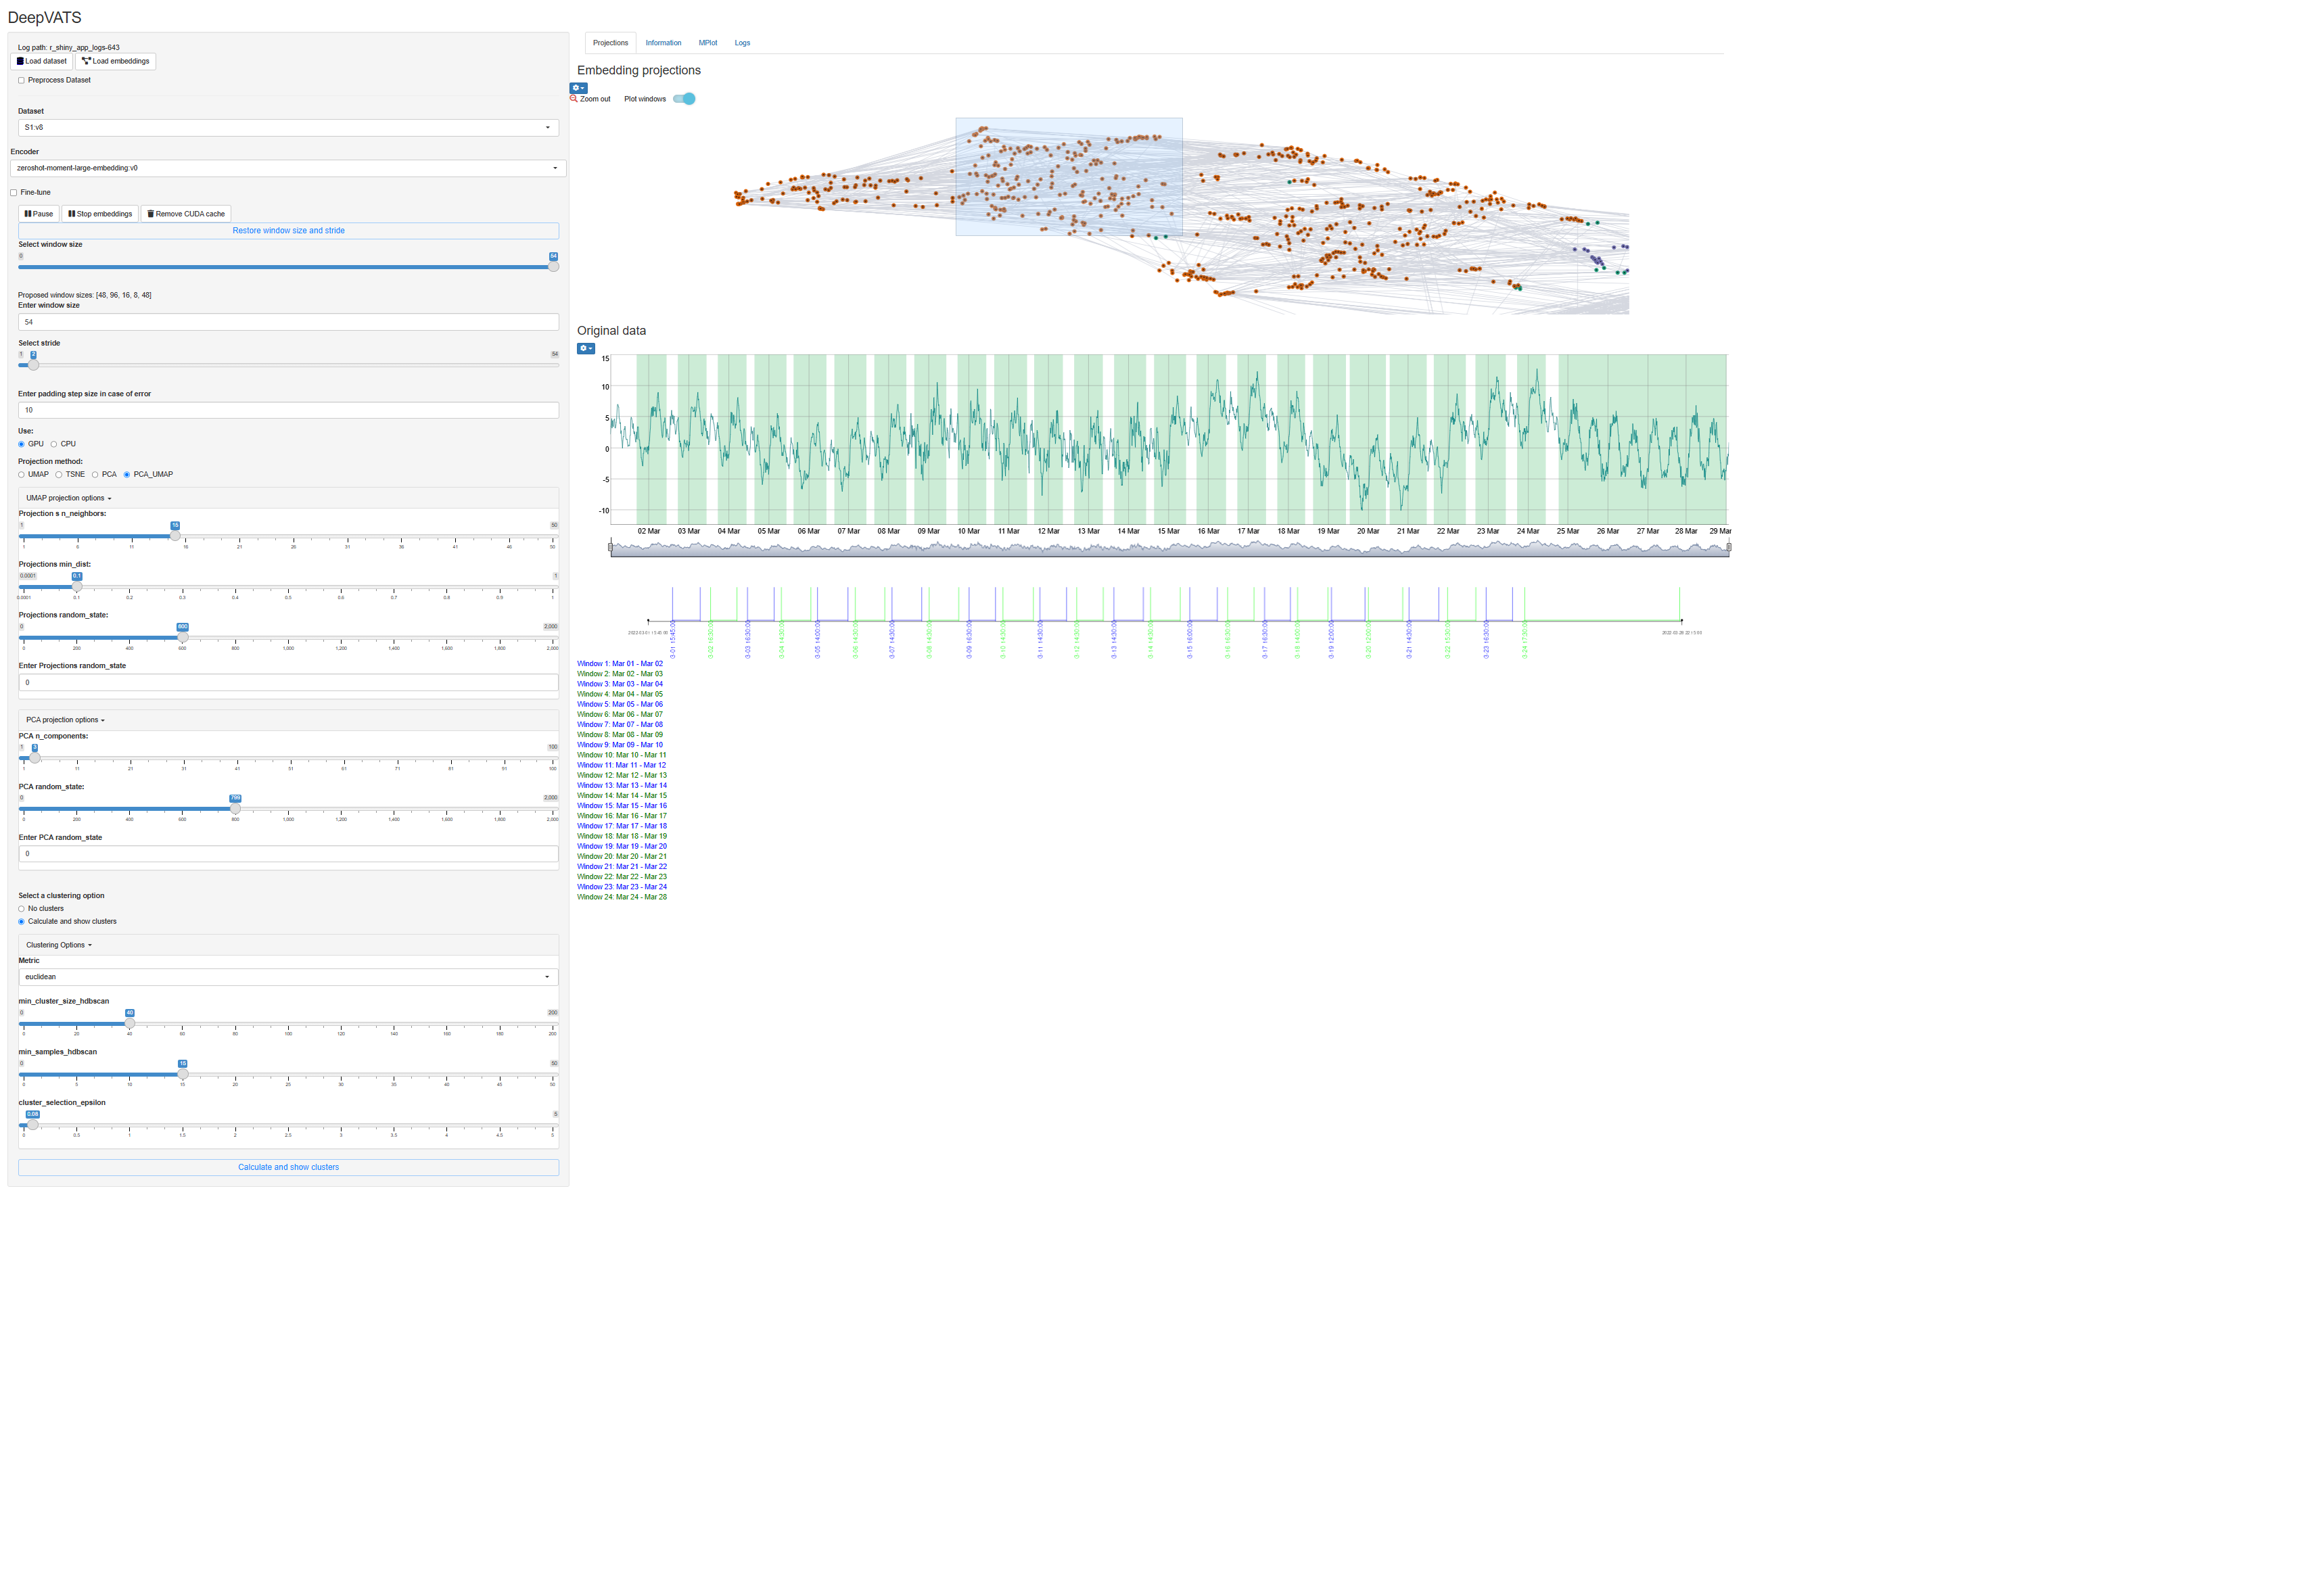 DeepVATS
Log path: r_shiny_app_logs-643
Load dataset Load embeddings
Preprocess Dataset
Dataset
S1:v8
Encoder
zeroshot-moment-large-embedding:v0
Fine-tune
Pause Stop embeddings Remove CUDA cache
Restore window size and stride
Select window size
0
Proposed window sizes: [48, 96, 16, 8, 48]
Enter window size
54
Select stride
1 54
Enter padding step size in case of error
10
Use:
GPU CPU
Projection method:
UMAP TSNE PCA PCA_UMAP
UMAP projection options
Projection s n_neighbors:
1 50
1 6 11 16 21 26 31 36 41 46 50
Projections min_dist:
0.0001 0.1 1
0.0001 0.1 0.2 0.3 0.4 0.5 0.6 0.7 0.8 0.9 1
Projections random_state:
0 600 2,000
0 200 400 600 800 1,000 1,200 1,400 1,600 1,800 2,000
Enter Projections random_state
0
PCA projection options
PCA n_components:
1 3 100
1 11 21 31 41 51 61 71 81 91 100
PCA random_state:
0 2,000
0 200 400 600 800 1,000 1,200 1,400 1,600 1,800 2,000
Enter PCA random_state
0
Select a clustering option
No clusters
Calculate and show clusters
Clustering Options
Metric
euclidean
min_cluster_size_hdbscan
0 40 200
0 20 40 60 80 100 120 140 160 180 200
min_samples_hdbscan
0 15 50
0 5 10 15 20 25 30 35 40 45 50
cluster_selection_epsilon
0.08 5
0 0.5 1 1.5 2 2.5 3 3.5 4 4.5 5
Calculate and show clusters
Projections Information MPlot Logs
Embedding projections
Zoom out Plot windows
Original data
15
10
5
0
-5
-10
02 Mar 03 Mar 04 Mar 05 Mar 06 Mar 07 Mar 08 Mar 09 Mar 10 Mar 11 Mar 12 Mar 13 Mar 14 Mar 15 Mar 16 Mar 17 Mar 18 Mar 19 Mar 20 Mar 21 Mar 22 Mar 23 Mar 24 Mar 25 Mar 26 Mar 27 Mar 28 Mar 29 Mar
Window 1: Mar 01 - Mar 02
Window 2: Mar 02 - Mar 03
Window 3: Mar 03 - Mar 04
Window 4: Mar 04 - Mar 05
Window 5: Mar 05 - Mar 06
Window 6: Mar 06 - Mar 07
Window 7: Mar 07 - Mar 08
Window 8: Mar 08 - Mar 09
Window 9: Mar 09 - Mar 10
Window 10: Mar 10 - Mar 11
Window 11: Mar 11 - Mar 12
Window 12: Mar 12 - Mar 13
Window 13: Mar 13 - Mar 14
Window 14: Mar 14 - Mar 15
Window 15: Mar 15 - Mar 16
Window 16: Mar 16 - Mar 17
Window 17: Mar 17 - Mar 18
Window 18: Mar 18 - Mar 19
Window 19: Mar 19 - Mar 20
Window 20: Mar 20 - Mar 21
Window 21: Mar 21 - Mar 22
Window 22: Mar 22 - Mar 23
Window 23: Mar 23 - Mar 24
Window 24: Mar 24 - Mar 28